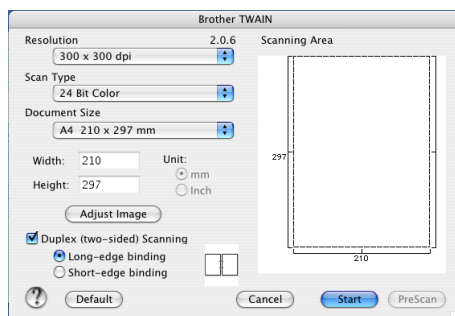 Brother TWAIN
Resolution 2.0.6
300 x 300 dpi
Scan Type
24 Bit Color
Document Size
A4 210 x 297 mm
Width: 210
Height: 297
Unit:
mm
Inch
Adjust Image
Duplex (two-sided) Scanning
Long-edge binding
Short-edge binding
Scanning Area
297
210
? Default Cancel Start PreScan